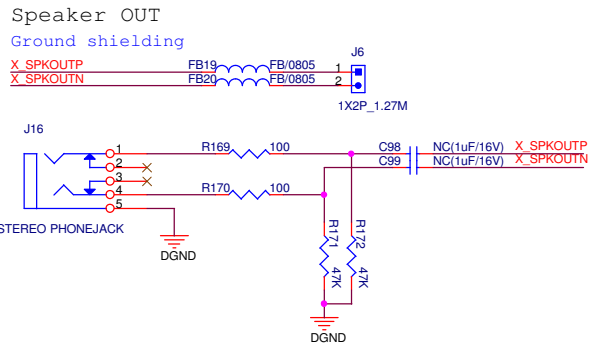 Speaker OUT
Ground shielding
X_SPKOUTP FB19 FB/0805 1 J6
X_SPKOUTN FB20 FB/0805 2
1X2P_1.27M
J16
1 R169 100 C98 NC(1uF/16V) X_SPKOUTP
2 C99 NC(1uF/16V) X_SPKOUTN
3
4 R170 100
5
STEREO PHONEJACK
R171 R172
47K 47K
DGND
DGND